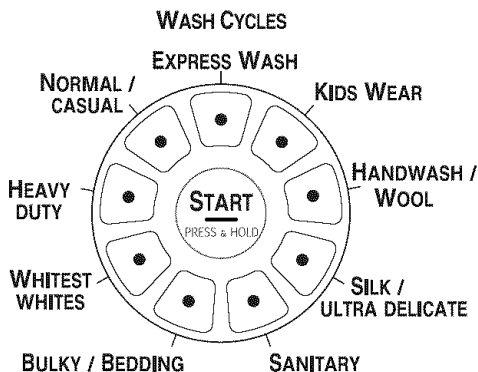 WASH CYCLES
EXPRESS WASH
NORMAL /
CASUAL
KIDS WEAR
HEAVY
DUTY
START
PRESS & HOLD
HANDWASH /
WOOL
WHITEST
WHITES
SILK /
ULTRA DELICATE
BULKY / BEDDING
SANITARY